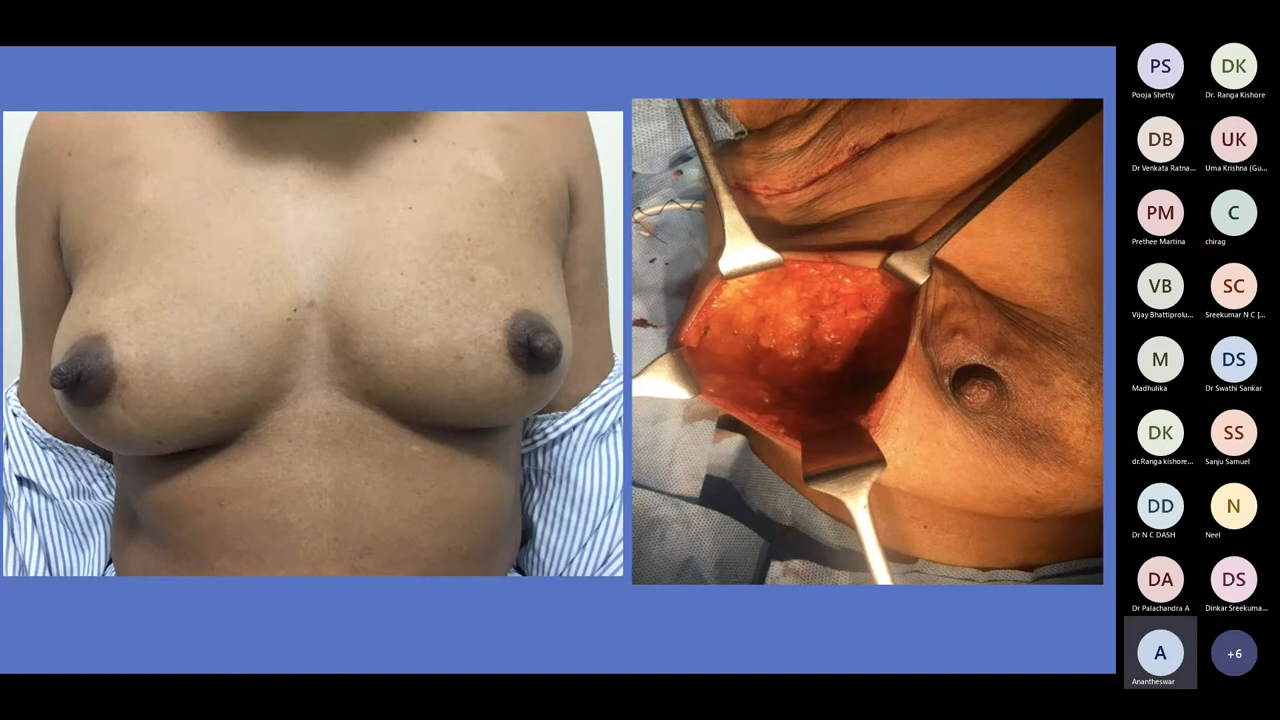 PS
DK
Pooja Shetty
Dr. Ranga Kishore
DB
UK
Dr Venkata Ratna...
Uma Krishna (Gu...
PM
C
Prethee Martina
chirag
VB
SC
Vijay Bhattiprolu...
Sreekumar N C [...
M
DS
Madhulika
Dr Swathi Sankar
DK
SS
dr.Ranga kishore...
Sanju Samuel
DD
N
Dr N C DASH
Neel
DA
DS
Dr Palachandra A
Dinkar Sreekuma...
A
+6
Anantheswar